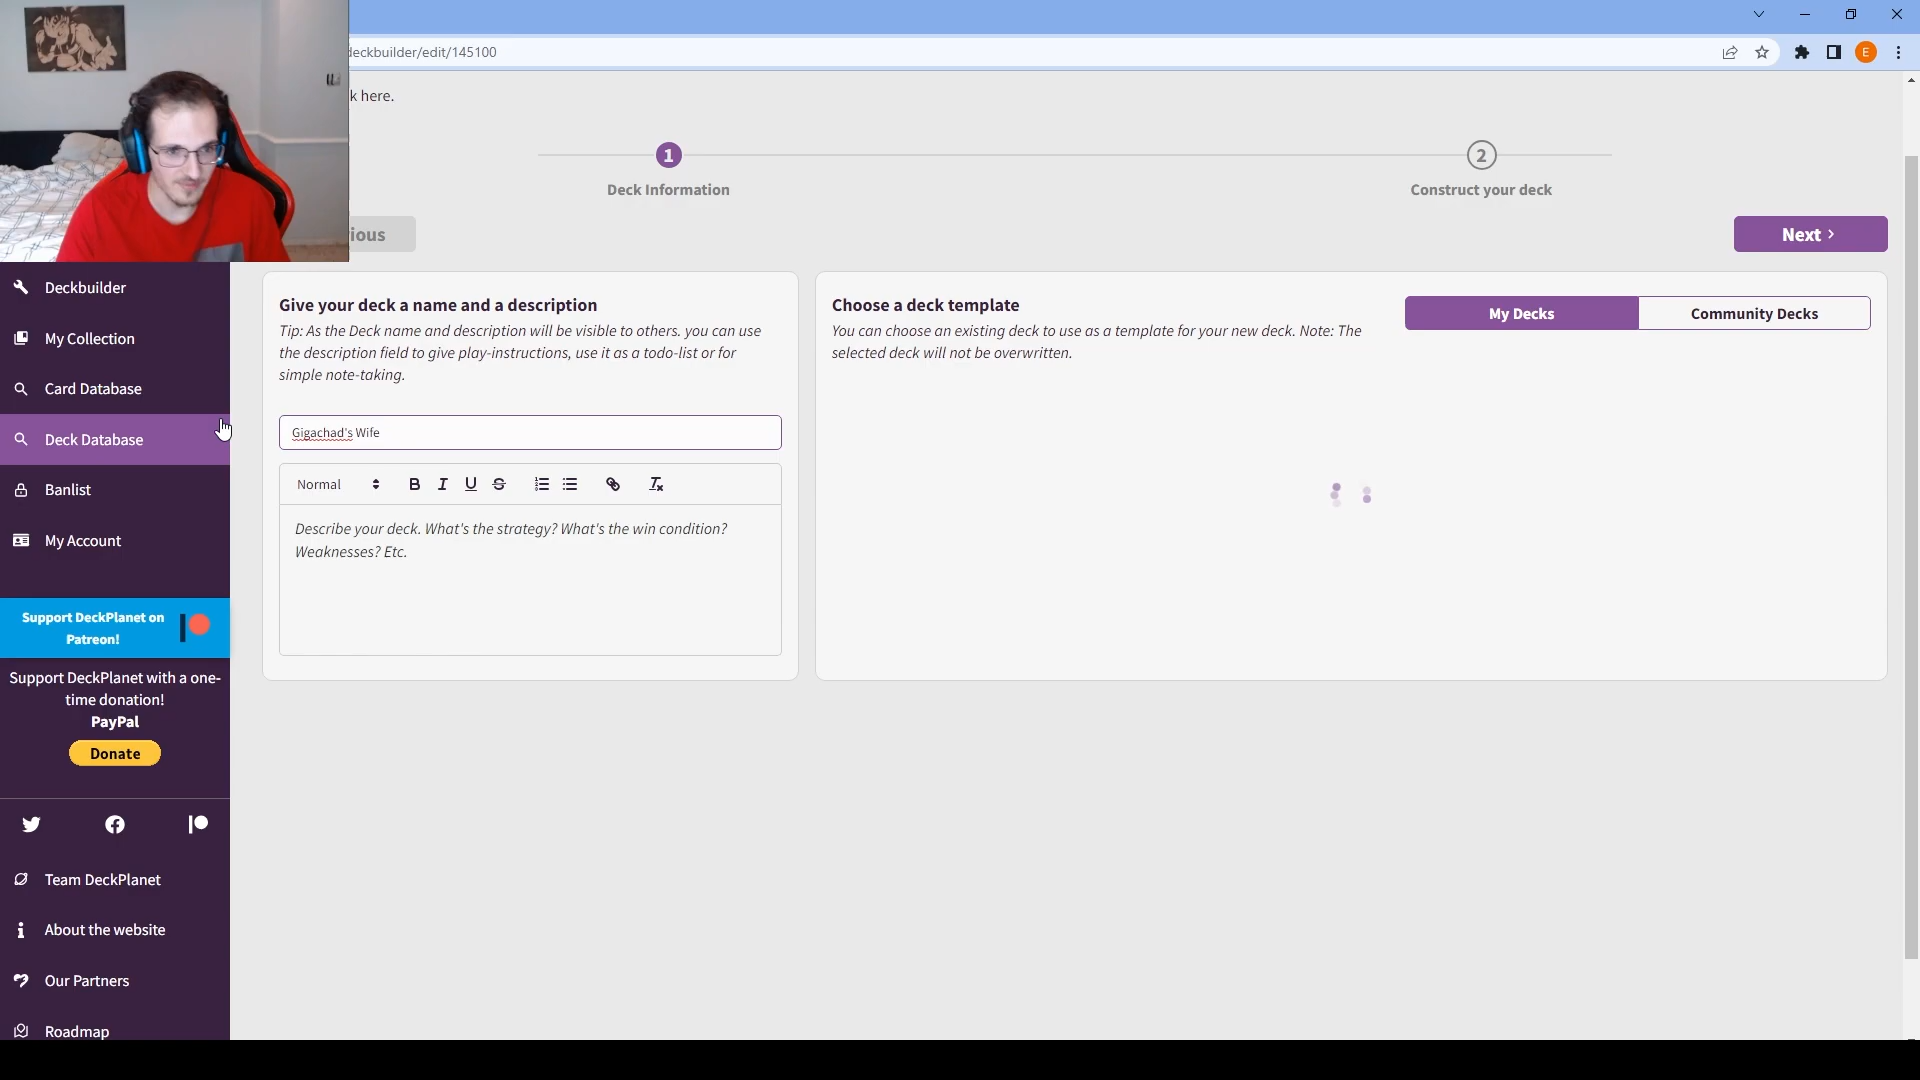 deckbuilder/edit/145100
E
k here.
1
2
Deck Information
Construct your deck
ious
Next
Deckbuilder
My Collection
Card Database
Deck Database
Banlist
My Account
Support DeckPlanet on
Patreon!
Support DeckPlanet with a one-
time donation!
PayPal
Donate
Team DeckPlanet
About the website
Our Partners
Roadmap
Give your deck a name and a description
Tip: As the Deck name and description will be visible to others. you can use
the description field to give play-instructions, use it as a todo-list or for
simple note-taking.
Gigachad's Wife
Normal
B I U S
Describe your deck. What's the strategy? What's the win condition?
Weaknesses? Etc.
Choose a deck template
You can choose an existing deck to use as a template for your new deck. Note: The
selected deck will not be overwritten.
My Decks
Community Decks